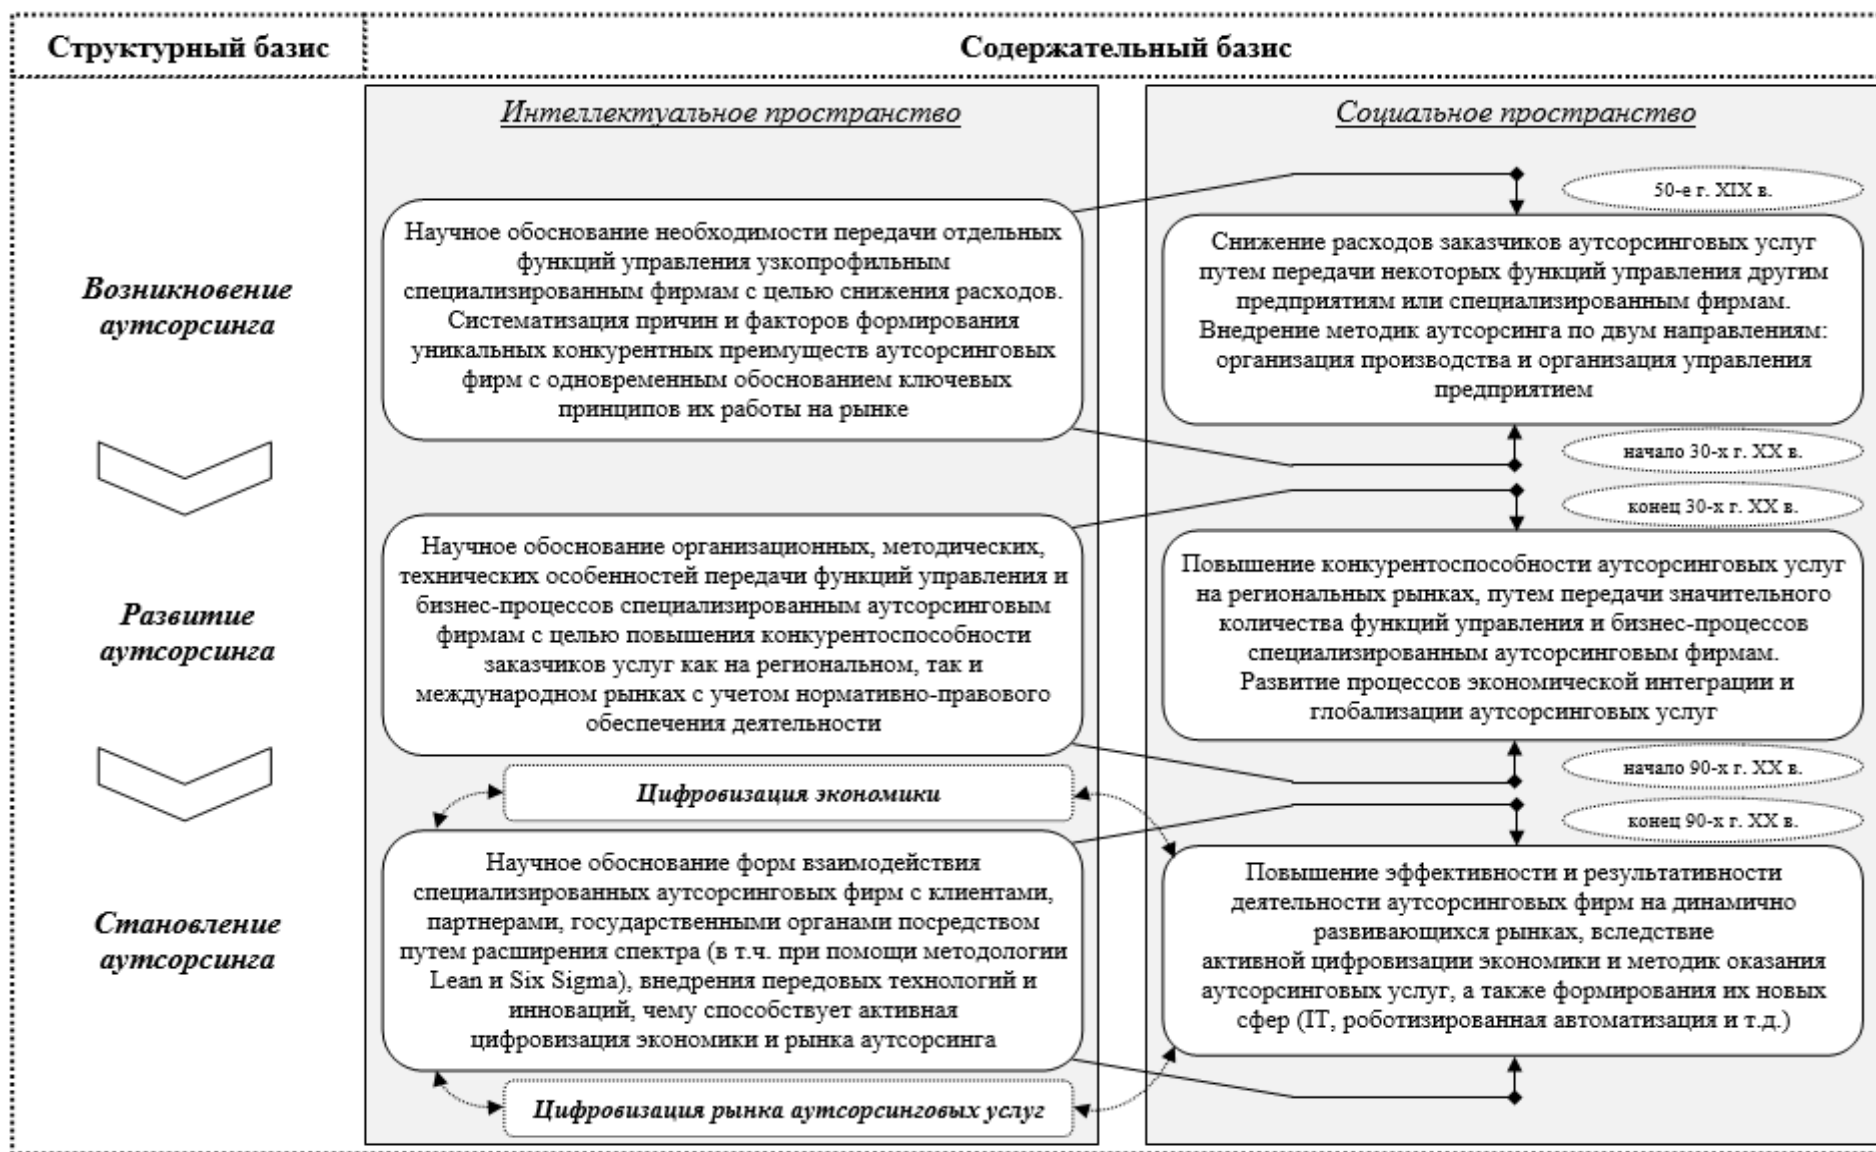 Структурный базис
Содержательный базис
Интеллектуальное пространство
Социальное пространство
Возникновение
аутсорсинга
Научное обоснование необходимости передачи отдельных
функций управления узкопрофильным
специализированным фирмам с целью снижения расходов.
Систематизация причин и факторов формирования
уникальных конкурентных преимуществ аутсорсинговых
фирм с одновременным обоснованием ключевых
принципов их работы на рынке
50-е г. XIX в.
Снижение расходов заказчиков аутсорсинговых услуг
путем передачи некоторых функций управления другим
предприятиям или специализированным фирмам.
Внедрение методик аутсорсинга по двум направлениям:
организация производства и организация управления
предприятием
начало 30-х г. XX в.
Развитие
аутсорсинга
Научное обоснование организационных, методических,
технических особенностей передачи функций управления и
бизнес-процессов специализированным аутсорсинговым
фирмам с целью повышения конкурентоспособности
заказчиков услуг как на региональном, так и
международном рынках с учетом нормативно-правового
обеспечения деятельности
конец 30-х г. XX в.
Повышение конкурентоспособности аутсорсинговых услуг
на региональных рынках, путем передачи значительного
количества функций управления и бизнес-процессов
специализированным аутсорсинговым фирмам.
Развитие процессов экономической интеграции и
глобализации аутсорсинговых услуг
начало 90-х г. XX в.
Цифровизация экономики
конец 90-х г. XX в.
Становление
аутсорсинга
Научное обоснование форм взаимодействия
специализированных аутсорсинговых фирм с клиентами,
партнерами, государственными органами посредством
путем расширения спектра (в т.ч. при помощи методологии
Lean и Six Sigma), внедрения передовых технологий и
инноваций, чему способствует активная
цифровизация экономики и рынка аутсорсинга
Повышение эффективности и результативности
деятельности аутсорсинговых фирм на динамично
развивающихся рынках, вследствие
активной цифровизации экономики и методик оказания
аутсорсинговых услуг, а также формирования их новых
сфер (IT, роботизированная автоматизация и т.д.)
Цифровизация рынка аутсорсинговых услуг